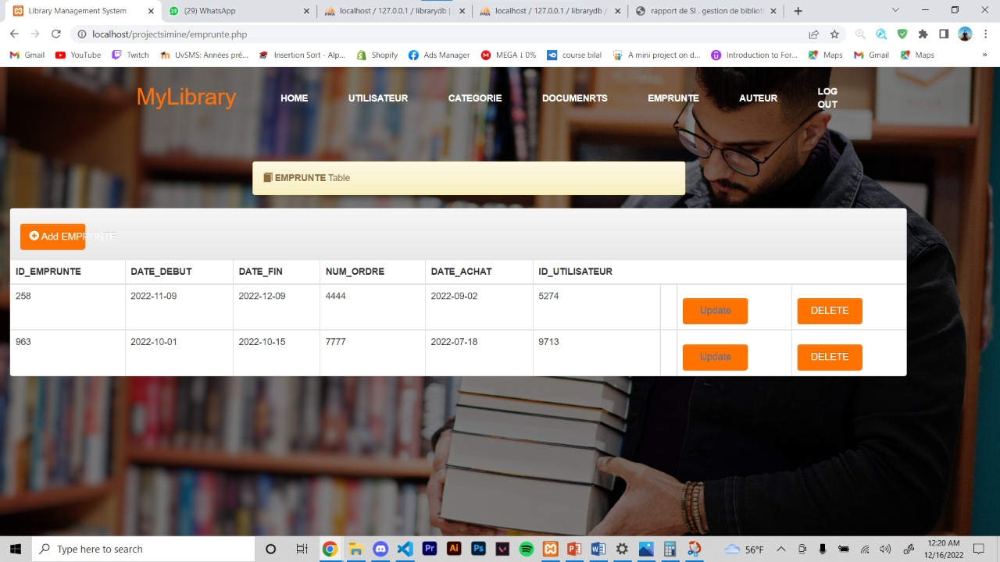 Library Management System
(29) WhatsApp
localhost / 127.0.0.1 / librarydb |
localhost / 127.0.0.1 / librarydb /
rapport de SI . gestion de bibliot
localhost/projectsimine/emprunte.php
Gmail YouTube Twitch UvSMS: Années pré... Insertion Sort - Alp... Shopify Ads Manager MEGA ↓ 0% course bilal A mini project on d... Introduction to For... Maps Gmail Maps »
MyLibrary HOME UTILISATEUR CATEGORIE DOCUMENRTS EMPRUNTE AUTEUR LOG OUT
EMPRUNTE Table
Add EMPRUNTE
ID_EMPRUNTE DATE_DEBUT DATE_FIN NUM_ORDRE DATE_ACHAT ID_UTILISATEUR
258 2022-11-09 2022-12-09 4444 2022-09-02 5274 Update DELETE
963 2022-10-01 2022-10-15 7777 2022-07-18 9713 Update DELETE
Type here to search
56°F
12:20 AM
12/16/2022